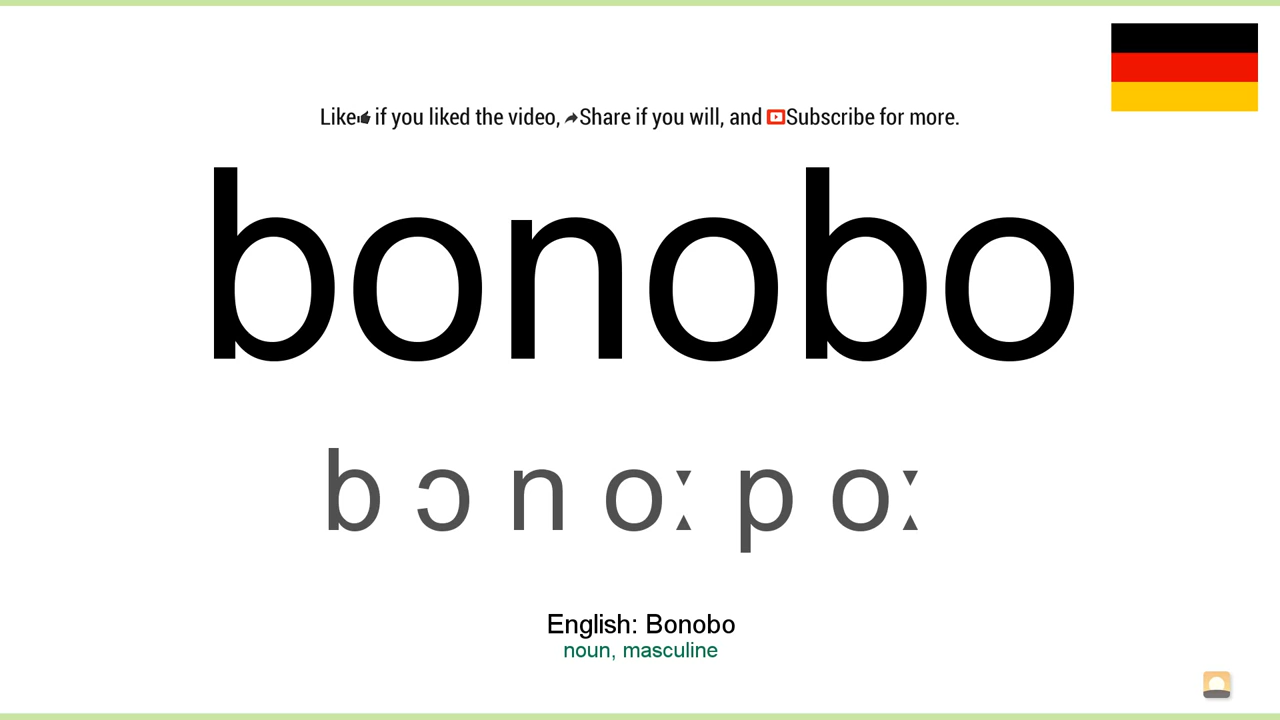 Like if you liked the video, Share if you will, and Subscribe for more.
bonobo
b ɔ n oː p oː
English: Bonobo
noun, masculine